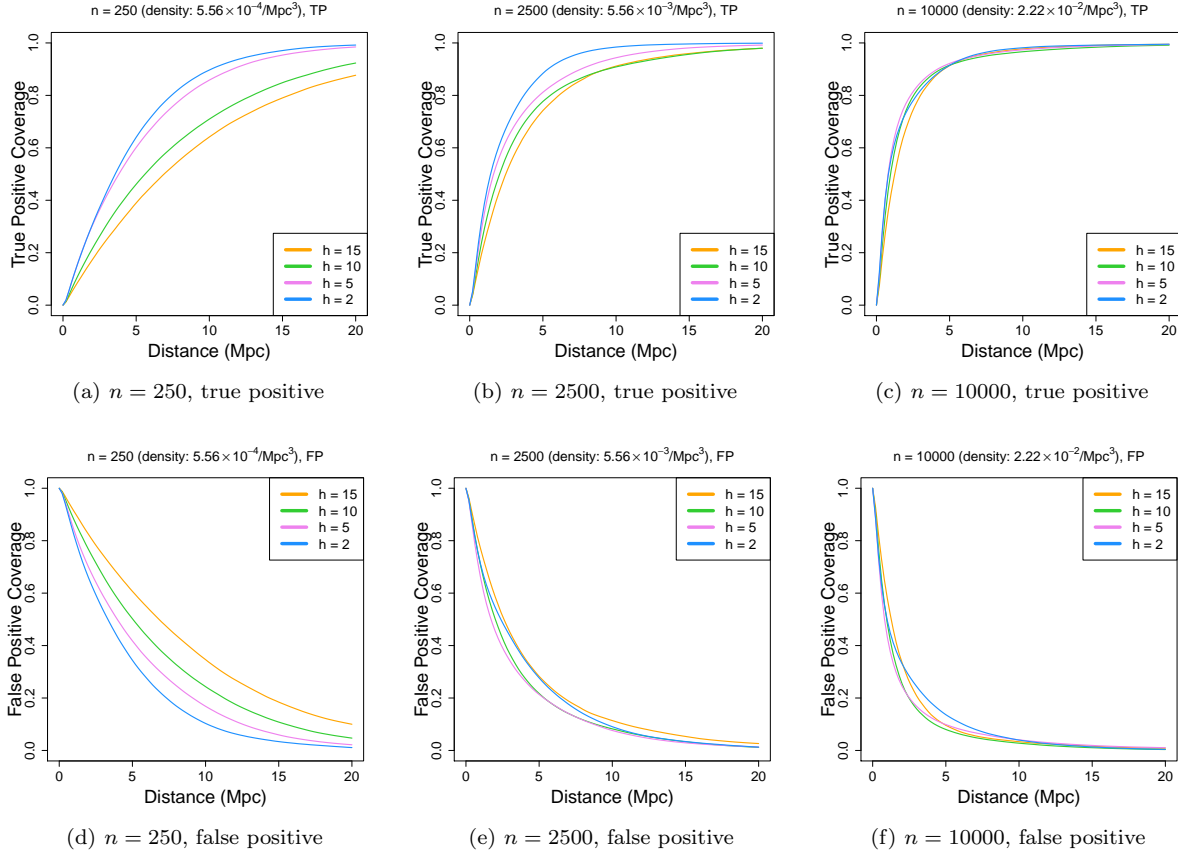 n = 250 (density: 5.56×10⁻⁴/Mpc³), TP
True Positive Coverage
0.0 0.2 0.4 0.6 0.8 1.0
h = 15
h = 10
h = 5
h = 2
0 5 10 15 20
Distance (Mpc)
(a) n = 250, true positive
n = 2500 (density: 5.56×10⁻³/Mpc³), TP
True Positive Coverage
0.0 0.2 0.4 0.6 0.8 1.0
h = 15
h = 10
h = 5
h = 2
0 5 10 15 20
Distance (Mpc)
(b) n = 2500, true positive
n = 10000 (density: 2.22×10⁻²/Mpc³), TP
True Positive Coverage
0.0 0.2 0.4 0.6 0.8 1.0
h = 15
h = 10
h = 5
h = 2
0 5 10 15 20
Distance (Mpc)
(c) n = 10000, true positive
n = 250 (density: 5.56×10⁻⁴/Mpc³), FP
False Positive Coverage
0.0 0.2 0.4 0.6 0.8 1.0
h = 15
h = 10
h = 5
h = 2
0 5 10 15 20
Distance (Mpc)
(d) n = 250, false positive
n = 2500 (density: 5.56×10⁻³/Mpc³), FP
False Positive Coverage
0.0 0.2 0.4 0.6 0.8 1.0
h = 15
h = 10
h = 5
h = 2
0 5 10 15 20
Distance (Mpc)
(e) n = 2500, false positive
n = 10000 (density: 2.22×10⁻²/Mpc³), FP
False Positive Coverage
0.0 0.2 0.4 0.6 0.8 1.0
h = 15
h = 10
h = 5
h = 2
0 5 10 15 20
Distance (Mpc)
(f) n = 10000, false positive